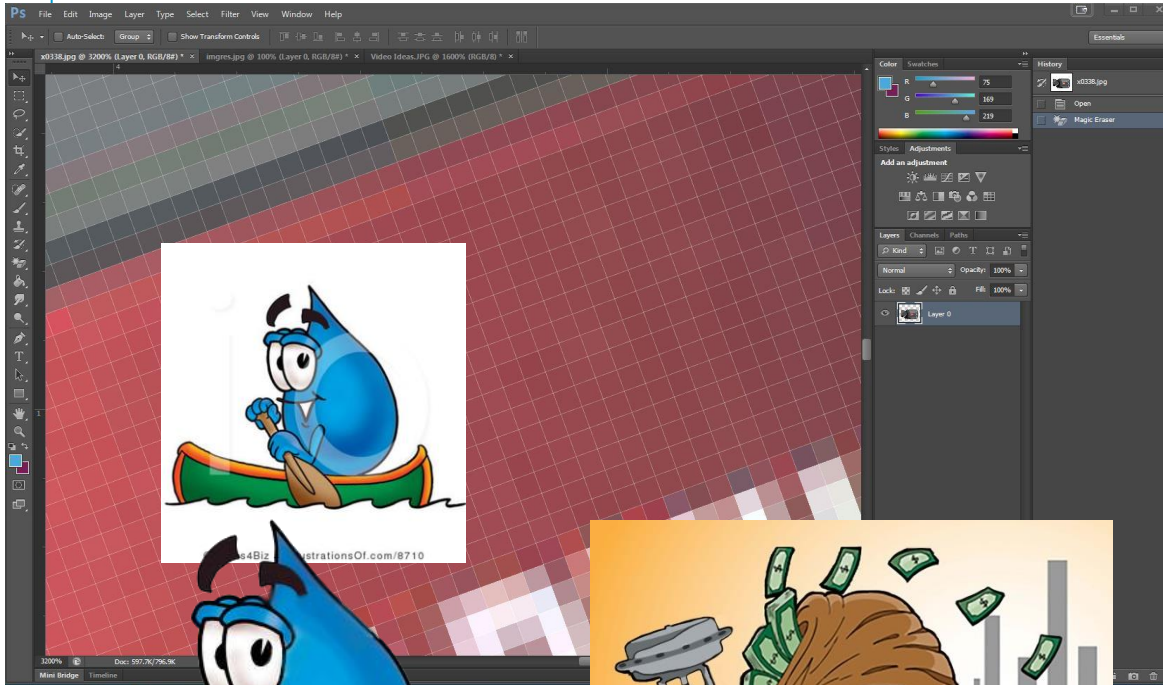 Ps File Edit Image Layer Type Select Filter View Window Help
Auto-Select: Group Show Transform Controls
Essentials
x0338.jpg @ 3200% (Layer 0, RGB/8#) * × imgres.jpg @ 100% (Layer 0, RGB/8#) * × Video Ideas.JPG @ 1600% (RGB/8) * ×
4
1
s4Biz
ustrationsOf.com/8710
3200% Doc: 597.7K/796.9K
Mini Bridge Timeline
Color Swatches
R 75
G 169
B 219
Styles Adjustments
Add an adjustment
Layers Channels Paths
Kind
Normal Opacity: 100%
Lock: Fill: 100%
Layer 0
History
x0338.jpg
Open
Magic Eraser
$
$
$
$
$